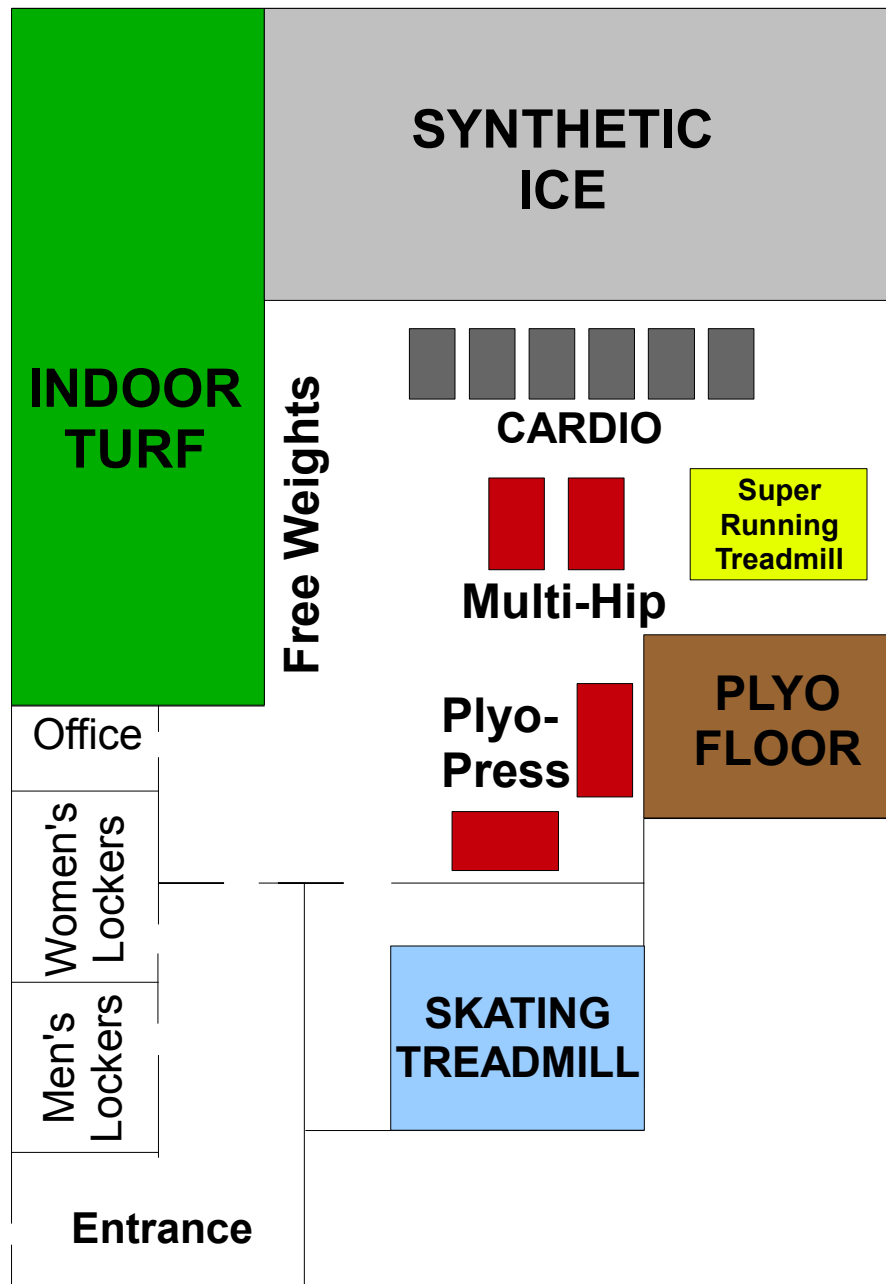 SYNTHETIC
ICE
INDOOR
TURF
Free Weights
CARDIO
Super
Running
Treadmill
Multi-Hip
PLYO
FLOOR
Plyo-
Press
Office
Women's
Lockers
Men's
Lockers
SKATING
TREADMILL
Entrance